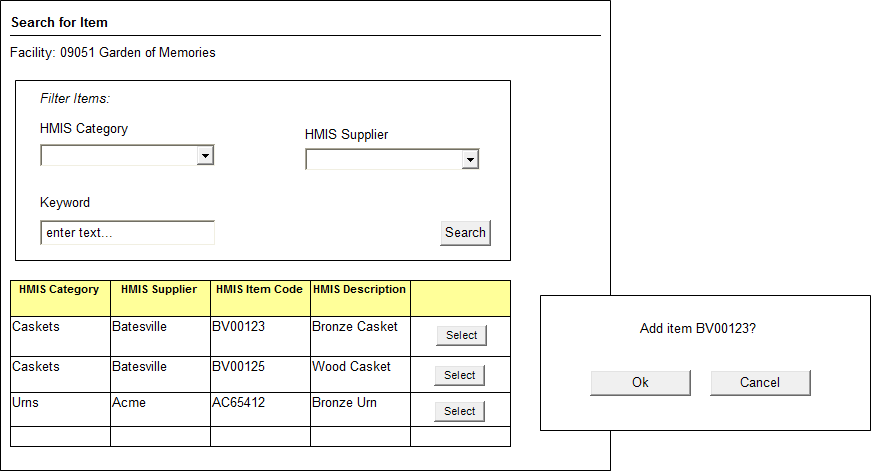 Search for Item
Facility: 09051 Garden of Memories
Filter Items:
HMIS Category
HMIS Supplier
Keyword
enter text...
Search
HMIS Category HMIS Supplier HMIS Item Code HMIS Description
Caskets Batesville BV00123 Bronze Casket Select
Caskets Batesville BV00125 Wood Casket Select
Urns Acme AC65412 Bronze Urn Select
Add item BV00123?
Ok Cancel